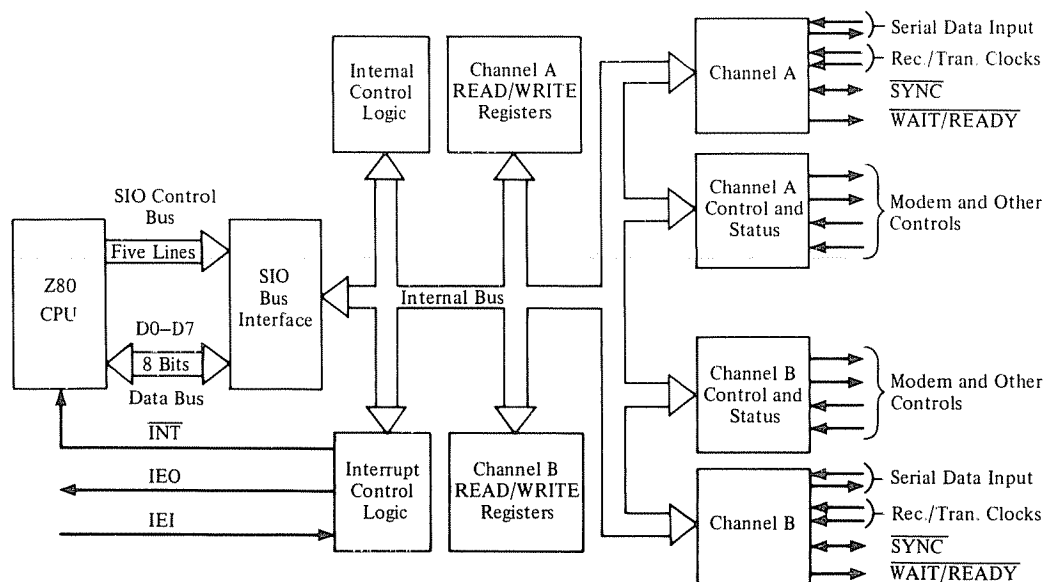 Internal
Control
Logic
Channel A
READ/WRITE
Registers
Channel A
Serial Data Input
Rec./Tran. Clocks
SYNC
WAIT/READY
Channel A
Control and
Status
Modem and Other
Controls
SIO Control
Bus
Five Lines
Z80
CPU
SIO
Bus
Interface
D0–D7
8 Bits
Data Bus
Internal Bus
INT
IEO
IEI
Interrupt
Control
Logic
Channel B
READ/WRITE
Registers
Channel B
Control and
Status
Modem and Other
Controls
Channel B
Serial Data Input
Rec./Tran. Clocks
SYNC
WAIT/READY